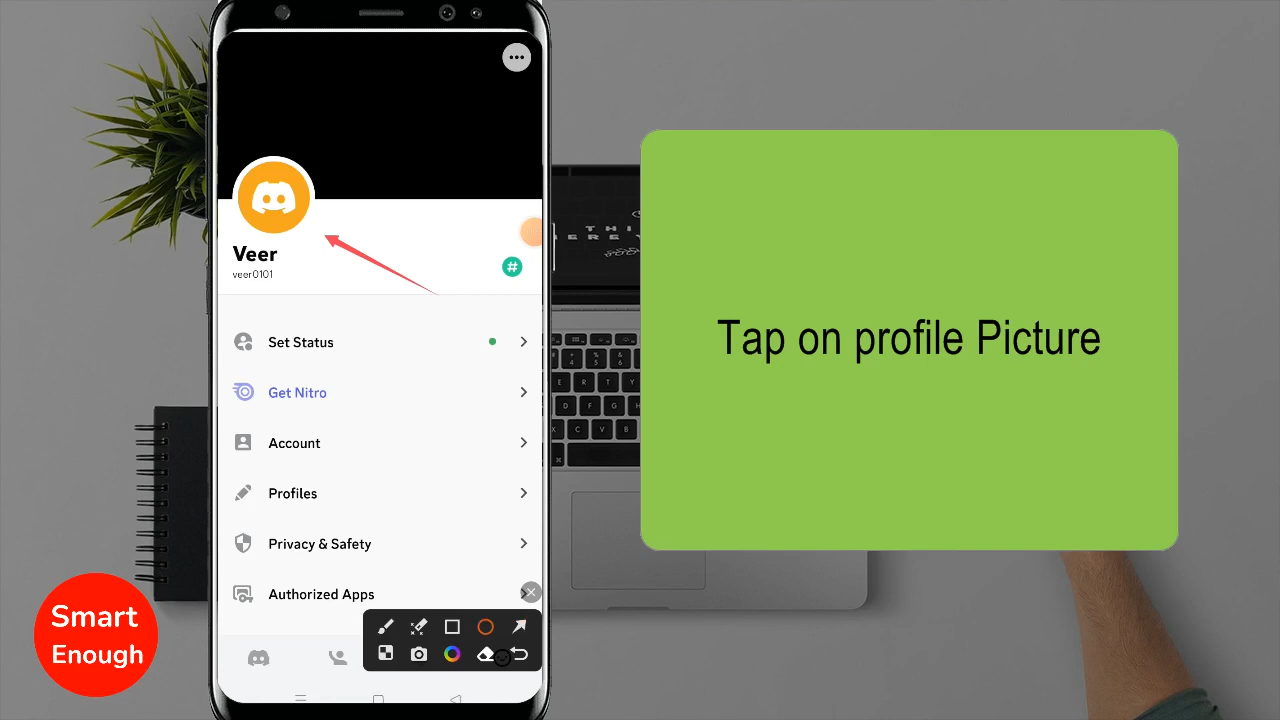 Veer
veer0101
Set Status
Get Nitro
Account
Profiles
Privacy & Safety
Authorized Apps
Tap on profile Picture
Smart
Enough